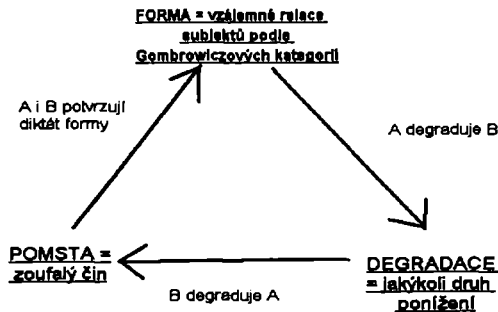 FORMA = vzájemné relace
subjektů podle
Gombrowiczových kategorií
A i B potvrzují
diktát formy
A degraduje B
POMSTA =
zoufalý čin
DEGRADACE
= jakýkoli druh
ponížení
B degraduje A